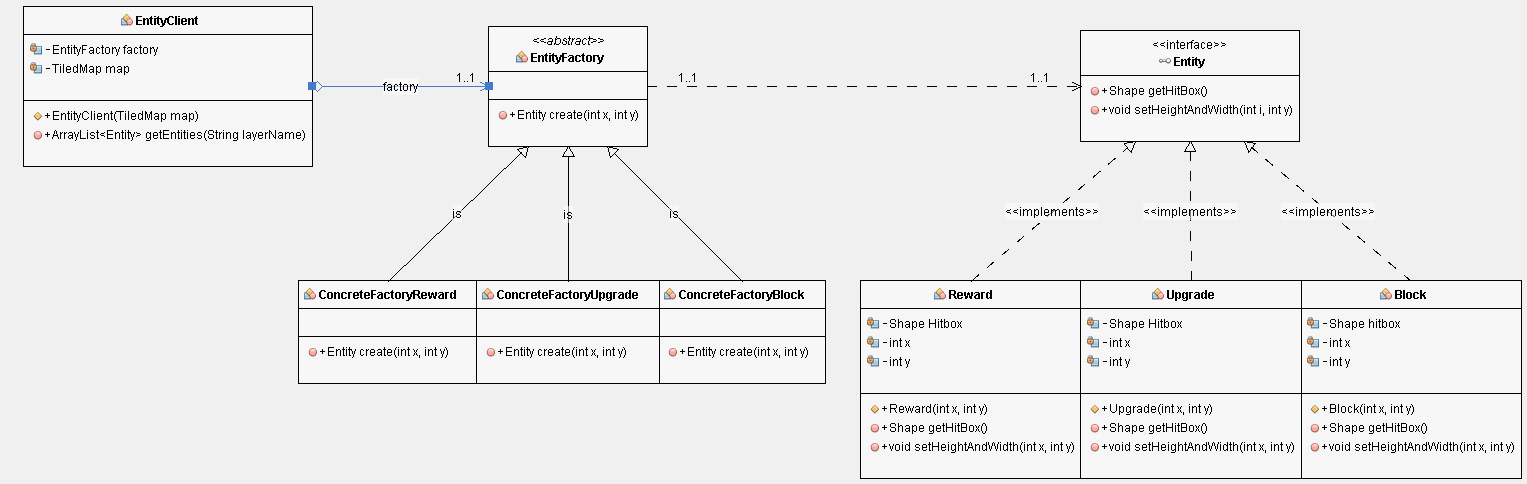 EntityClient
- EntityFactory factory
- TiledMap map
+ EntityClient(TiledMap map)
+ ArrayList<Entity> getEntities(String layerName)
factory
1..1
<<abstract>>
EntityFactory
+ Entity create(int x, int y)
1..1
1..1
<<interface>>
Entity
+ Shape getHitBox()
+ void setHeightAndWidth(int i, int y)
is
is
is
<<implements>>
<<implements>>
<<implements>>
ConcreteFactoryReward
+ Entity create(int x, int y)
ConcreteFactoryUpgrade
+ Entity create(int x, int y)
ConcreteFactoryBlock
+ Entity create(int x, int y)
Reward
- Shape Hitbox
- int x
- int y
+ Reward(int x, int y)
+ Shape getHitBox()
+ void setHeightAndWidth(int x, int y)
Upgrade
- Shape Hitbox
- int x
- int y
+ Upgrade(int x, int y)
+ Shape getHitBox()
+ void setHeightAndWidth(int x, int y)
Block
- Shape hitbox
- int x
- int y
+ Block(int x, int y)
+ Shape getHitBox()
+ void setHeightAndWidth(int x, int y)